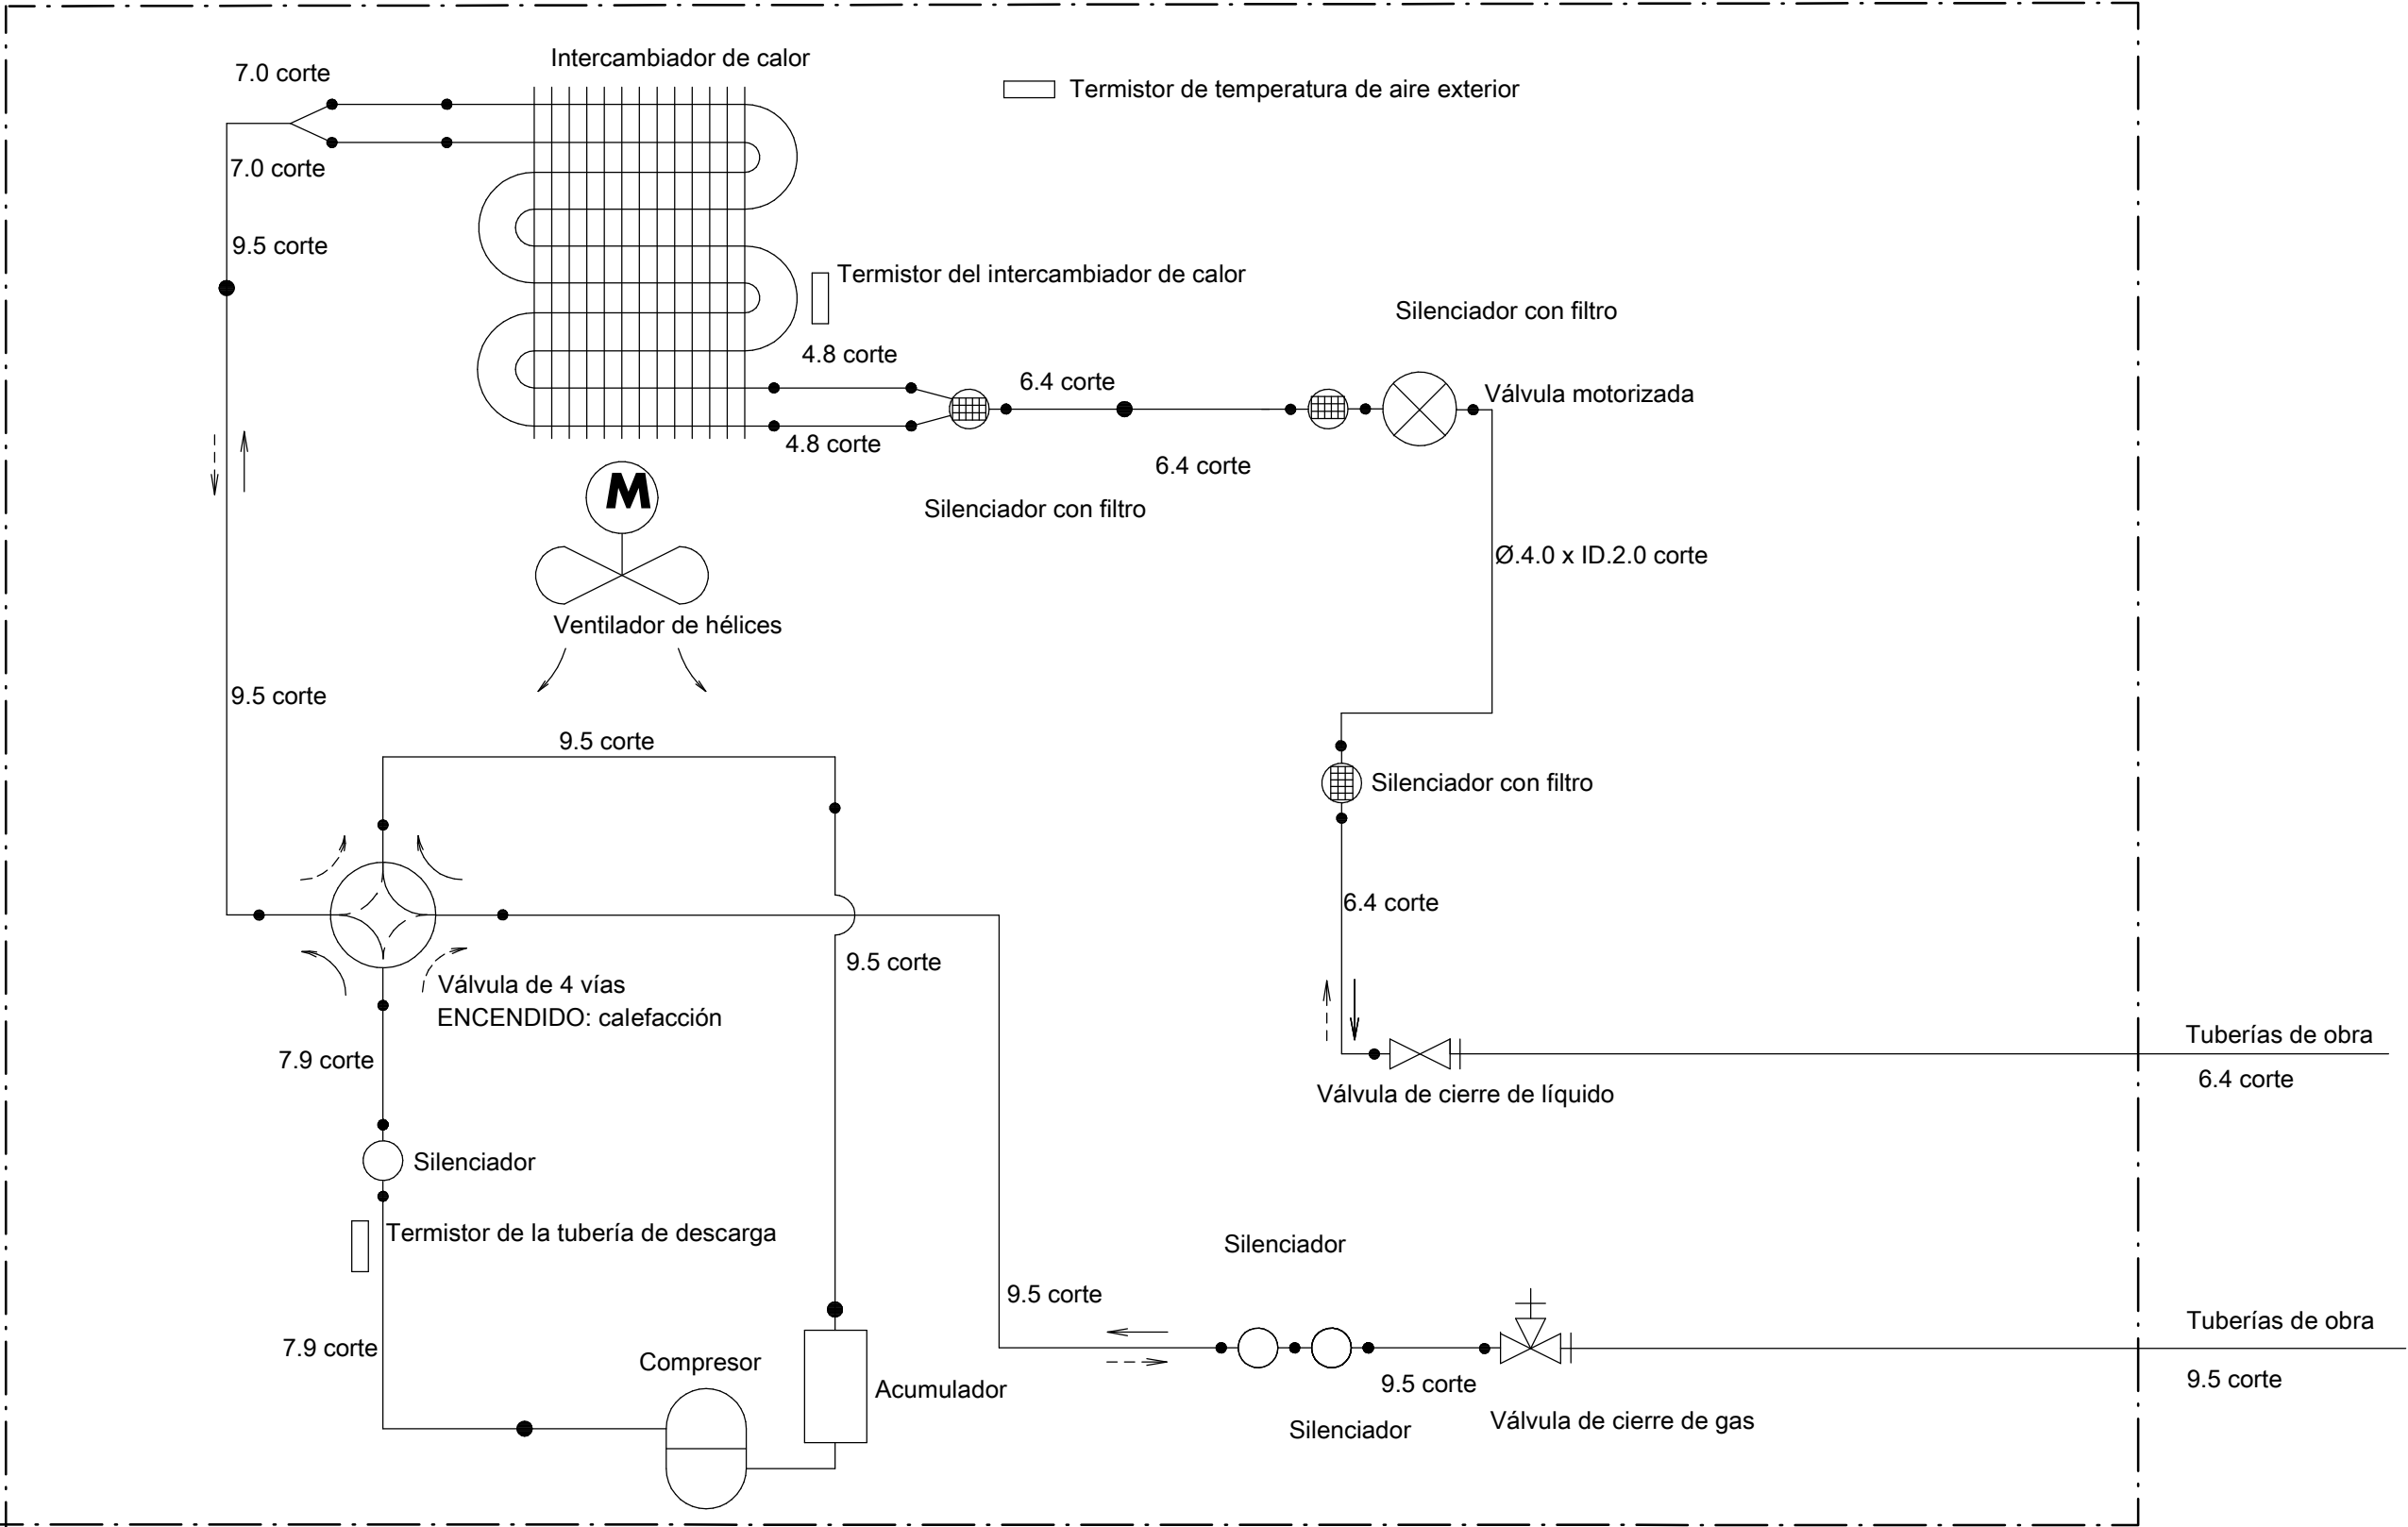 Intercambiador de calor
7.0 corte
Termistor de temperatura de aire exterior
7.0 corte
9.5 corte
Termistor del intercambiador de calor
Silenciador con filtro
4.8 corte
6.4 corte
Válvula motorizada
4.8 corte
6.4 corte
M
Silenciador con filtro
Ø.4.0 x ID.2.0 corte
Ventilador de hélices
9.5 corte
9.5 corte
Silenciador con filtro
6.4 corte
9.5 corte
Válvula de 4 vías
ENCENDIDO: calefacción
7.9 corte
Tuberías de obra
6.4 corte
Válvula de cierre de líquido
Silenciador
Termistor de la tubería de descarga
Silenciador
9.5 corte
Tuberías de obra
7.9 corte
Compresor
Acumulador
9.5 corte
9.5 corte
Silenciador
Válvula de cierre de gas